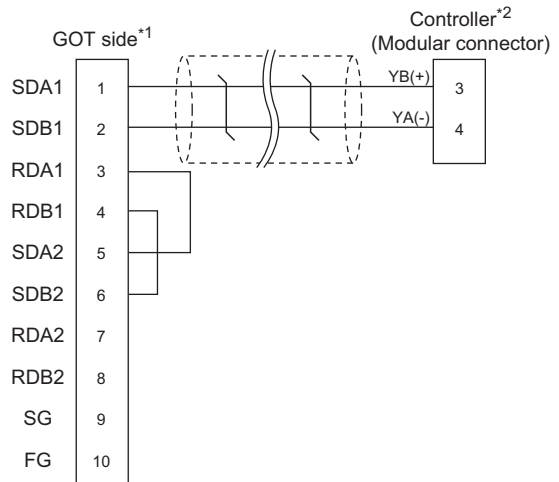 GOT side*1
Controller*2
(Modular connector)
SDA1 1 YB(+) 3
SDB1 2 YA(-) 4
RDA1 3
RDB1 4
SDA2 5
SDB2 6
RDA2 7
RDB2 8
SG 9
FG 10